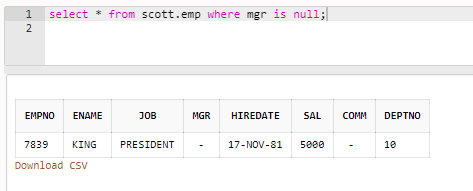 1 select * from scott.emp where mgr is null;
2
EMPNO ENAME JOB MGR HIREDATE SAL COMM DEPTNO
7839 KING PRESIDENT - 17-NOV-81 5000 - 10
Download CSV